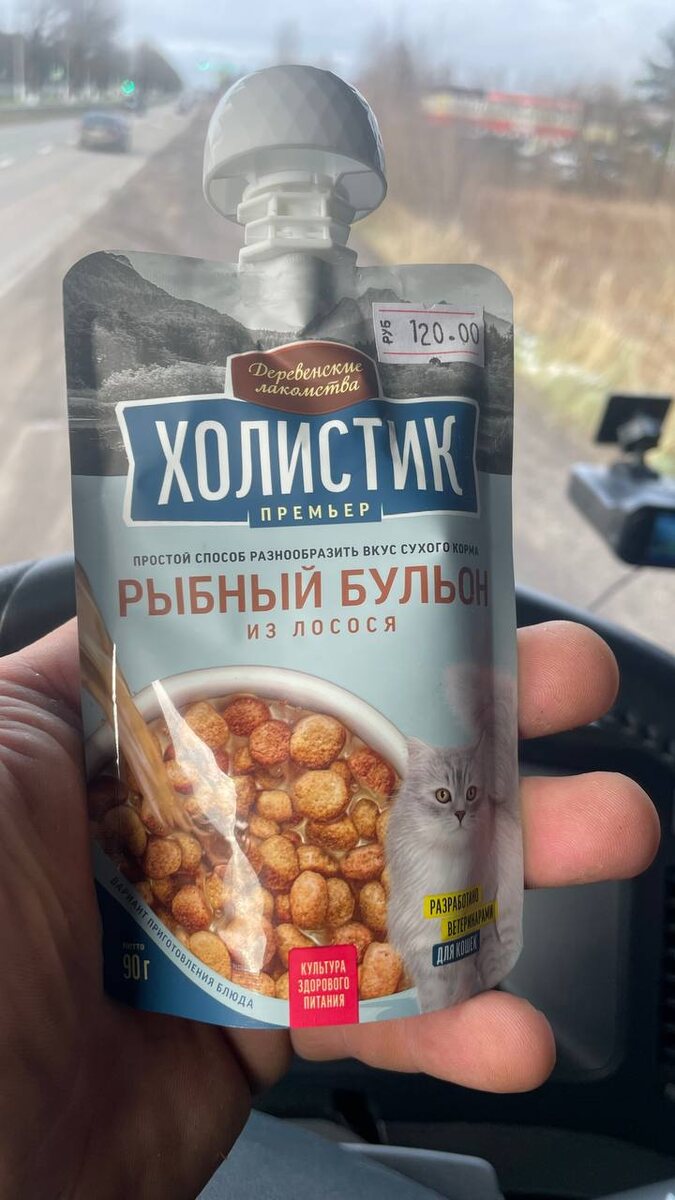 РУБ 120.00
Деревенские
лакомства
ХОЛИСТИК
ПРЕМЬЕР
ПРОСТОЙ СПОСОБ РАЗНООБРАЗИТЬ ВКУС СУХОГО КОРМА
РЫБНЫЙ БУЛЬОН
ИЗ ЛОСОСЯ
РАЗРАБОТАНО
ВЕТЕРИНАРАМИ
ДЛЯ КОШЕК
ВАРИАНТ ПРИГОТОВЛЕНИЯ БЛЮДА
НЕТТО
90 г
КУЛЬТУРА
ЗДОРОВОГО
ПИТАНИЯ